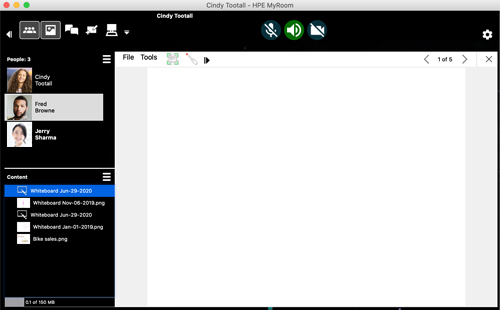 Cindy Tootall - HPE MyRoom
Cindy Tootall
People: 3
Cindy
Tootall
Fred
Browne
Jerry
Sharma
File Tools
1 of 5
Content
Whiteboard Jun-29-2020
Whiteboard Nov-06-2019.png
Whiteboard Jun-29-2020
Whiteboard Jan-01-2019.png
Bike sales.png
0.1 of 150 MB